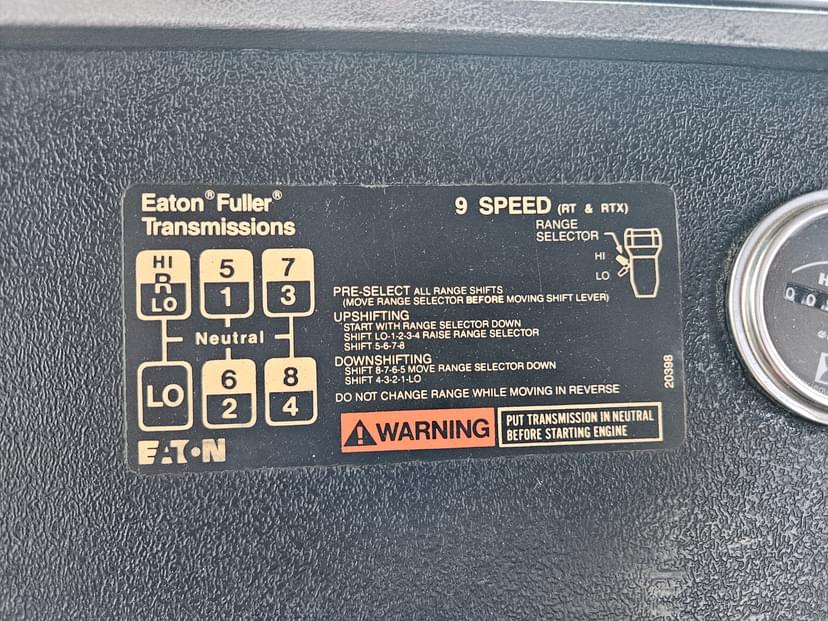 Eaton® Fuller®
Transmissions
9 SPEED (RT & RTX)
RANGE
SELECTOR
HI
LO
HI
R
LO
5
1
7
3
Neutral
LO
6
2
8
4
PRE-SELECT ALL RANGE SHIFTS
(MOVE RANGE SELECTOR BEFORE MOVING SHIFT LEVER)
UPSHIFTING
START WITH RANGE SELECTOR DOWN
SHIFT LO-1-2-3-4 RAISE RANGE SELECTOR
SHIFT 5-6-7-8
DOWNSHIFTING
SHIFT 8-7-6-5 MOVE RANGE SELECTOR DOWN
SHIFT 4-3-2-1-LO
DO NOT CHANGE RANGE WHILE MOVING IN REVERSE
20398
WARNING
PUT TRANSMISSION IN NEUTRAL
BEFORE STARTING ENGINE
EATON